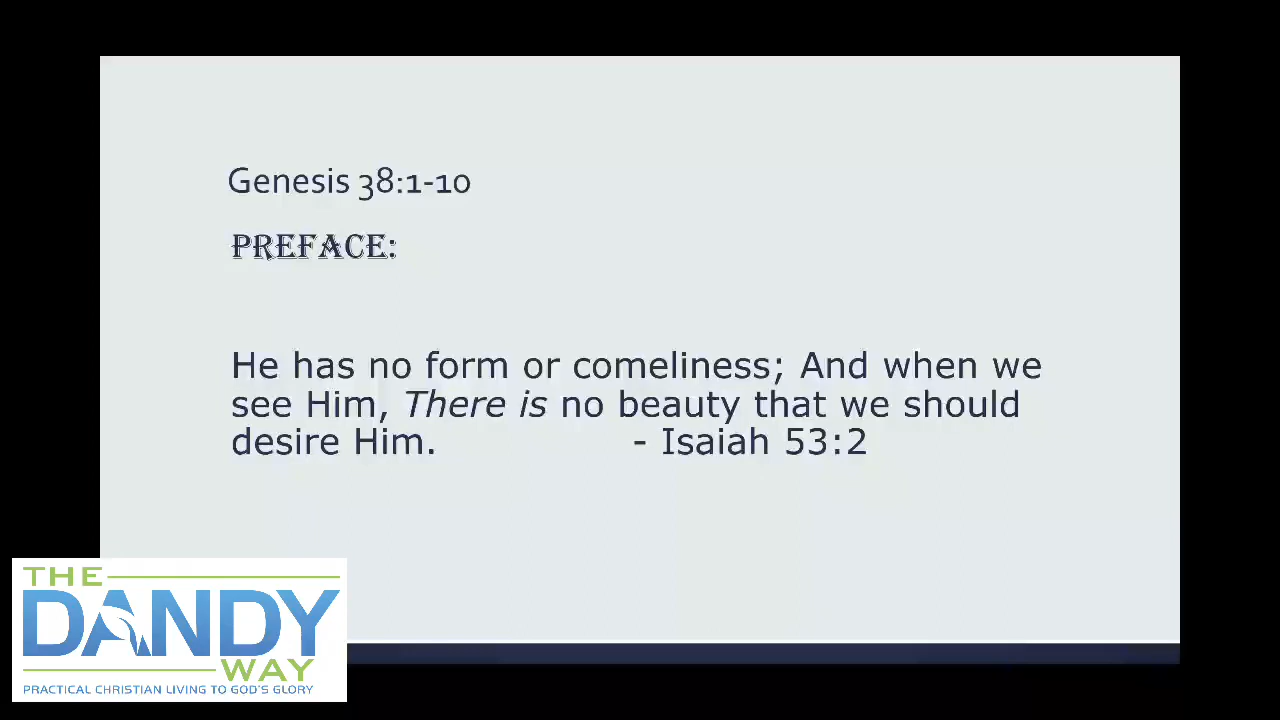 Genesis 38:1-10
PREFACE:
He has no form or comeliness; And when we
see Him, There is no beauty that we should
desire Him. - Isaiah 53:2
THE
DANDY
WAY
PRACTICAL CHRISTIAN LIVING TO GOD'S GLORY